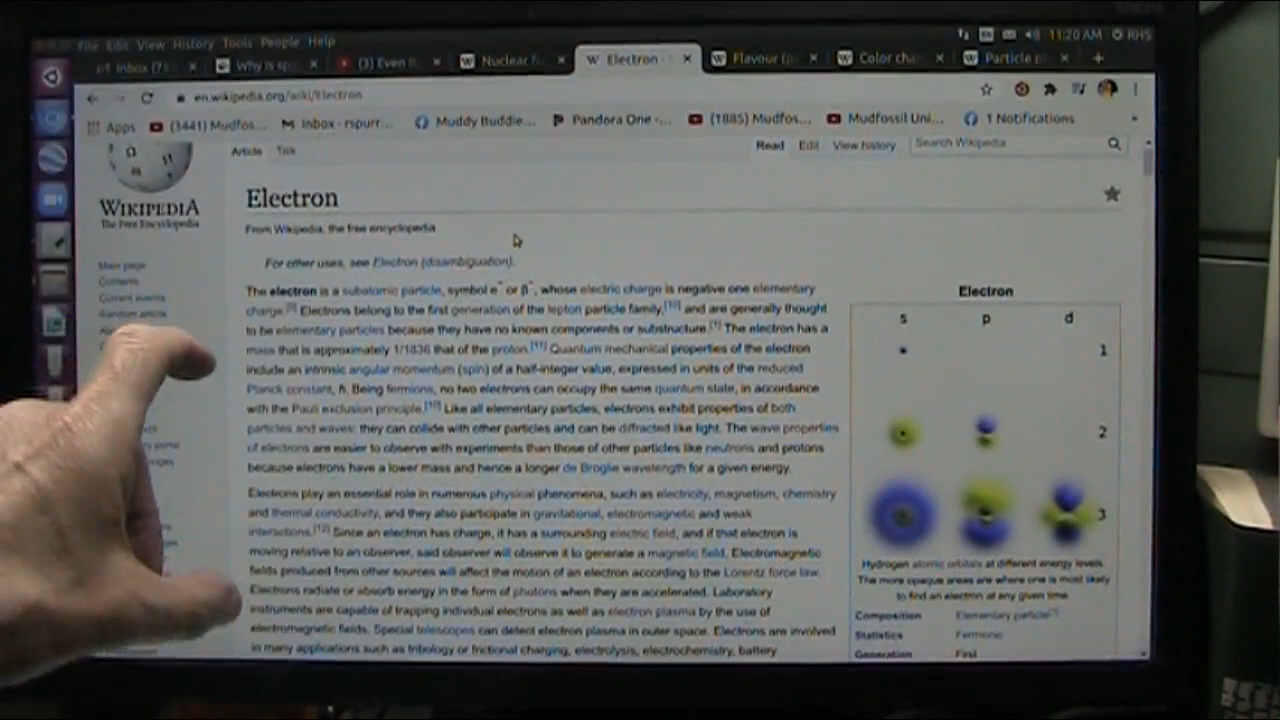 File Edit View History Tools People Help
11:20 AM RHS
Inbox (75
Why is sp
(3) Even t
Nuclear f
Electron -
Flavour (p
Color cha
Particle p
en.wikipedia.org/wiki/Electron
Apps
(3441) Mudfos...
Inbox - rspurr...
Muddy Buddie...
Pandora One -...
(1885) Mudfos...
Mudfossil Uni...
1 Notifications
Article Talk
Read Edit View history Search Wikipedia
WIKIPEDIA
The Free Encyclopedia
Main page
Contents
Current events
Random article
Electron
From Wikipedia, the free encyclopedia
For other uses, see Electron (disambiguation).
The electron is a subatomic particle, symbol e⁻ or β⁻, whose electric charge is negative one elementary
charge. Electrons belong to the first generation of the lepton particle family,[10] and are generally thought
to be elementary particles because they have no known components or substructure.[1] The electron has a
mass that is approximately 1/1836 that of the proton.[11] Quantum mechanical properties of the electron
include an intrinsic angular momentum (spin) of a half-integer value, expressed in units of the reduced
Planck constant, ħ. Being fermions, no two electrons can occupy the same quantum state, in accordance
with the Pauli exclusion principle.[10] Like all elementary particles, electrons exhibit properties of both
particles and waves: they can collide with other particles and can be diffracted like light. The wave properties
of electrons are easier to observe with experiments than those of other particles like neutrons and protons
because electrons have a lower mass and hence a longer de Broglie wavelength for a given energy.
Electrons play an essential role in numerous physical phenomena, such as electricity, magnetism, chemistry
and thermal conductivity, and they also participate in gravitational, electromagnetic and weak
interactions.[12] Since an electron has charge, it has a surrounding electric field, and if that electron is
moving relative to an observer, said observer will observe it to generate a magnetic field. Electromagnetic
fields produced from other sources will affect the motion of an electron according to the Lorentz force law.
Electrons radiate or absorb energy in the form of photons when they are accelerated. Laboratory
instruments are capable of trapping individual electrons as well as electron plasma by the use of
electromagnetic fields. Special telescopes can detect electron plasma in outer space. Electrons are involved
in many applications such as tribology or frictional charging, electrolysis, electrochemistry, battery
Electron
s p d
1
2
3
Hydrogen atomic orbitals at different energy levels.
The more opaque areas are where one is most likely
to find an electron at any given time.
Composition Elementary particle
Statistics Fermionic
Generation First